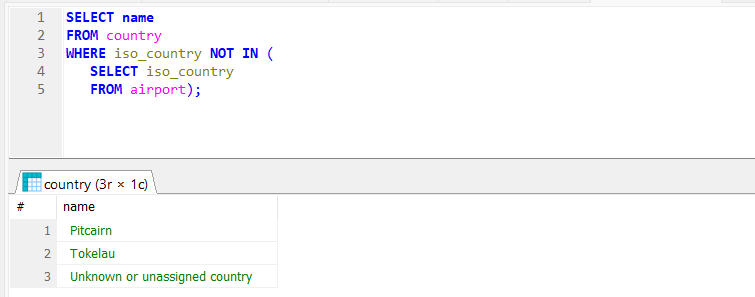 1 SELECT name
2 FROM country
3 WHERE iso_country NOT IN (
4 SELECT iso_country
5 FROM airport);
country (3r × 1c)
# name
1 Pitcairn
2 Tokelau
3 Unknown or unassigned country